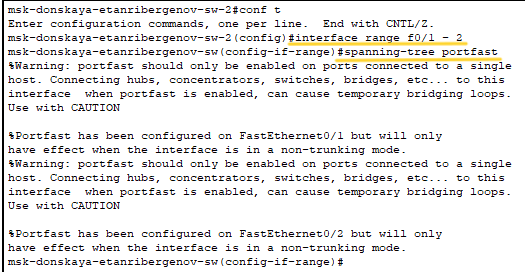 msk-donskaya-etanribergenov-sw-2#conf t
Enter configuration commands, one per line.  End with CNTL/Z.
msk-donskaya-etanribergenov-sw-2(config)#interface range f0/1 - 2
msk-donskaya-etanribergenov-sw(config-if-range)#spanning-tree portfast
%Warning: portfast should only be enabled on ports connected to a single
host. Connecting hubs, concentrators, switches, bridges, etc... to this
interface  when portfast is enabled, can cause temporary bridging loops.
Use with CAUTION

%Portfast has been configured on FastEthernet0/1 but will only
have effect when the interface is in a non-trunking mode.
%Warning: portfast should only be enabled on ports connected to a single
host. Connecting hubs, concentrators, switches, bridges, etc... to this
interface  when portfast is enabled, can cause temporary bridging loops.
Use with CAUTION

%Portfast has been configured on FastEthernet0/2 but will only
have effect when the interface is in a non-trunking mode.
msk-donskaya-etanribergenov-sw(config-if-range)#